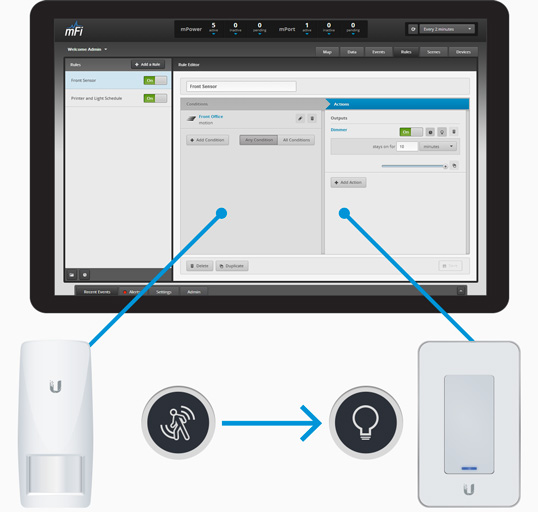 mFi
mPower 5 active 0 inactive 0 pending mPort 1 active 0 inactive 0 pending
Every 2 minutes
Welcome Admin
Map Data Events Rules Scenes Devices
Rules + Add a Rule Rule Editor
Front Sensor On
Printer and Light Schedule On
Front Sensor
Conditions Actions
Front Office
Outputs
Dimmer On
+ Add Condition Any Condition All Conditions
stays on for 10 minutes
+ Add Action
Delete Duplicate
Recent Events Alerts Settings Admin